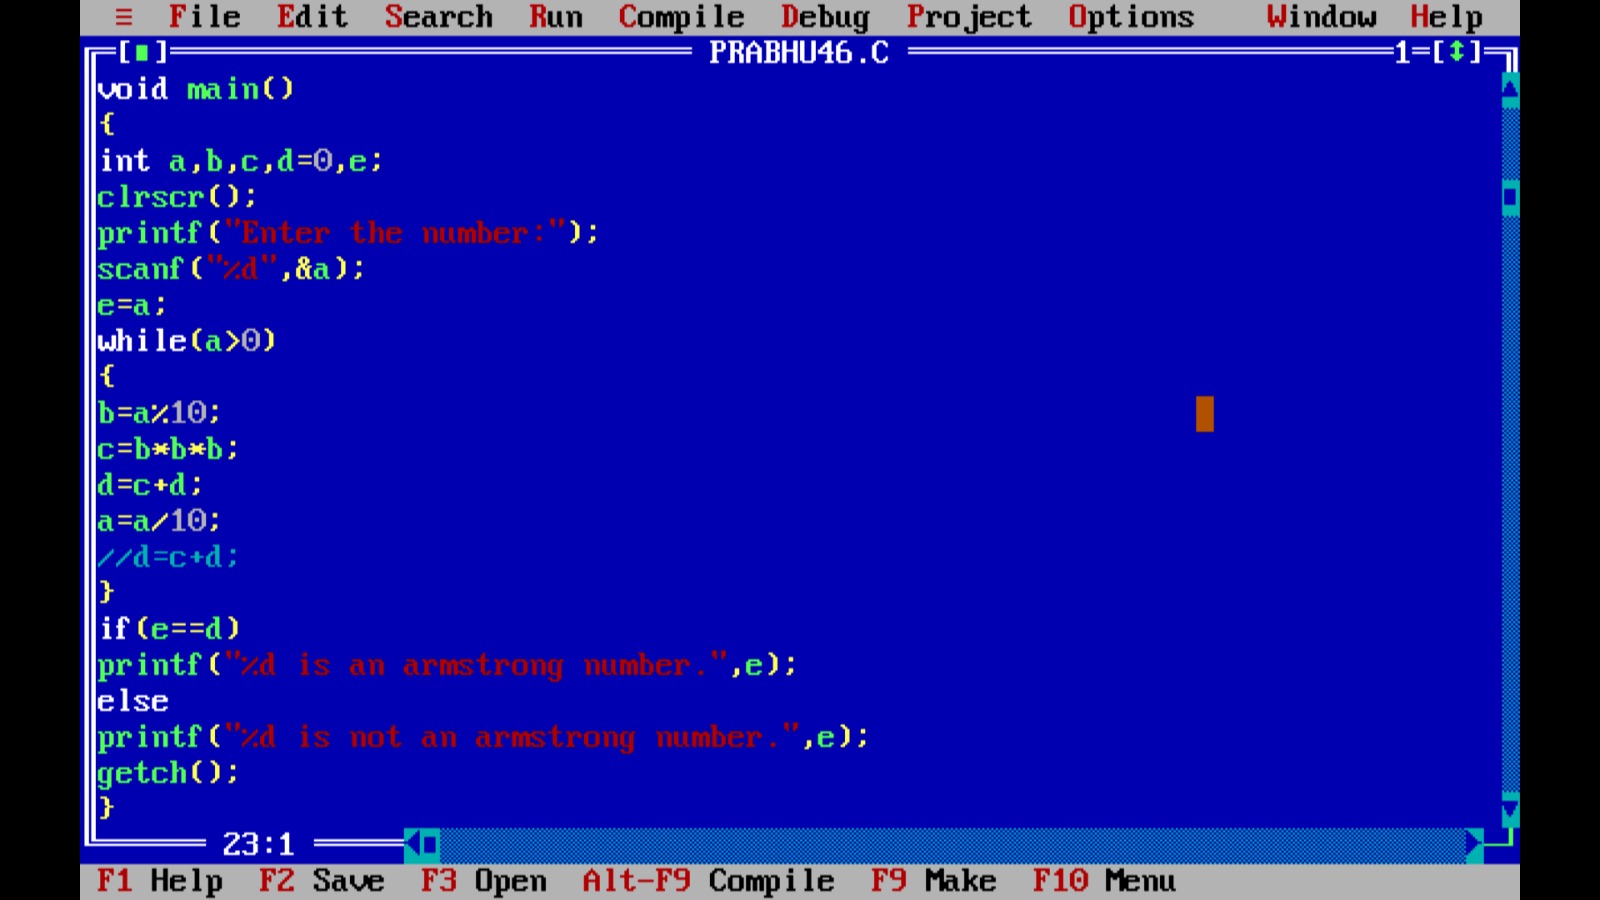 ≡ File Edit Search Run Compile Debug Project Options Window Help
[■] PRABHU46.C 1=[↕]
void main()
{
int a,b,c,d=0,e;
clrscr();
printf("Enter the number:");
scanf("%d",&a);
e=a;
while(a>0)
{
b=a%10;
c=b*b*b;
d=c+d;
a=a/10;
//d=c+d;
}
if(e==d)
printf("%d is an armstrong number.",e);
else
printf("%d is not an armstrong number.",e);
getch();
}
23:1
F1 Help F2 Save F3 Open Alt-F9 Compile F9 Make F10 Menu